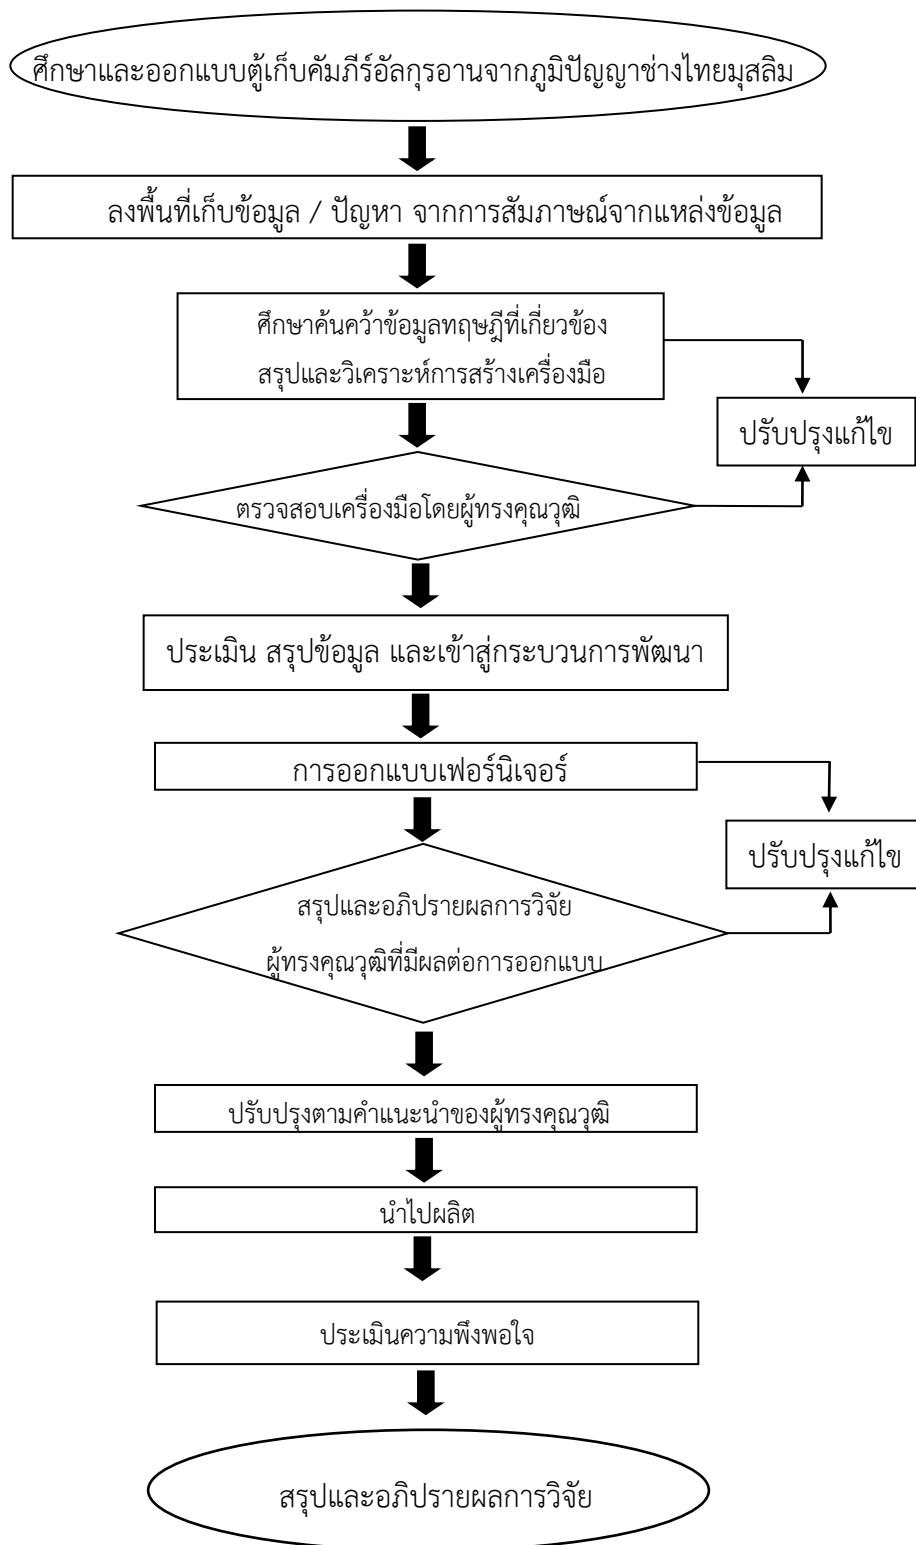 ศึกษาและออกแบบตู้เก็บคัมภีร์อัลกุรอานจากภูมิปัญญาช่างไทยมุสลิม
ลงพื้นที่เก็บข้อมูล / ปัญหา จากการสัมภาษณ์จากแหล่งข้อมูล
ศึกษาค้นคว้าข้อมูลทฤษฎีที่เกี่ยวข้อง
สรุปและวิเคราะห์การสร้างเครื่องมือ
ปรับปรุงแก้ไข
ตรวจสอบเครื่องมือโดยผู้ทรงคุณวุฒิ
ประเมิน สรุปข้อมูล และเข้าสู่กระบวนการพัฒนา
การออกแบบเฟอร์นิเจอร์
ปรับปรุงแก้ไข
สรุปและอภิปรายผลการวิจัย
ผู้ทรงคุณวุฒิที่มีผลต่อการออกแบบ
ปรับปรุงตามคำแนะนำของผู้ทรงคุณวุฒิ
นำไปผลิต
ประเมินความพึงพอใจ
สรุปและอภิปรายผลการวิจัย